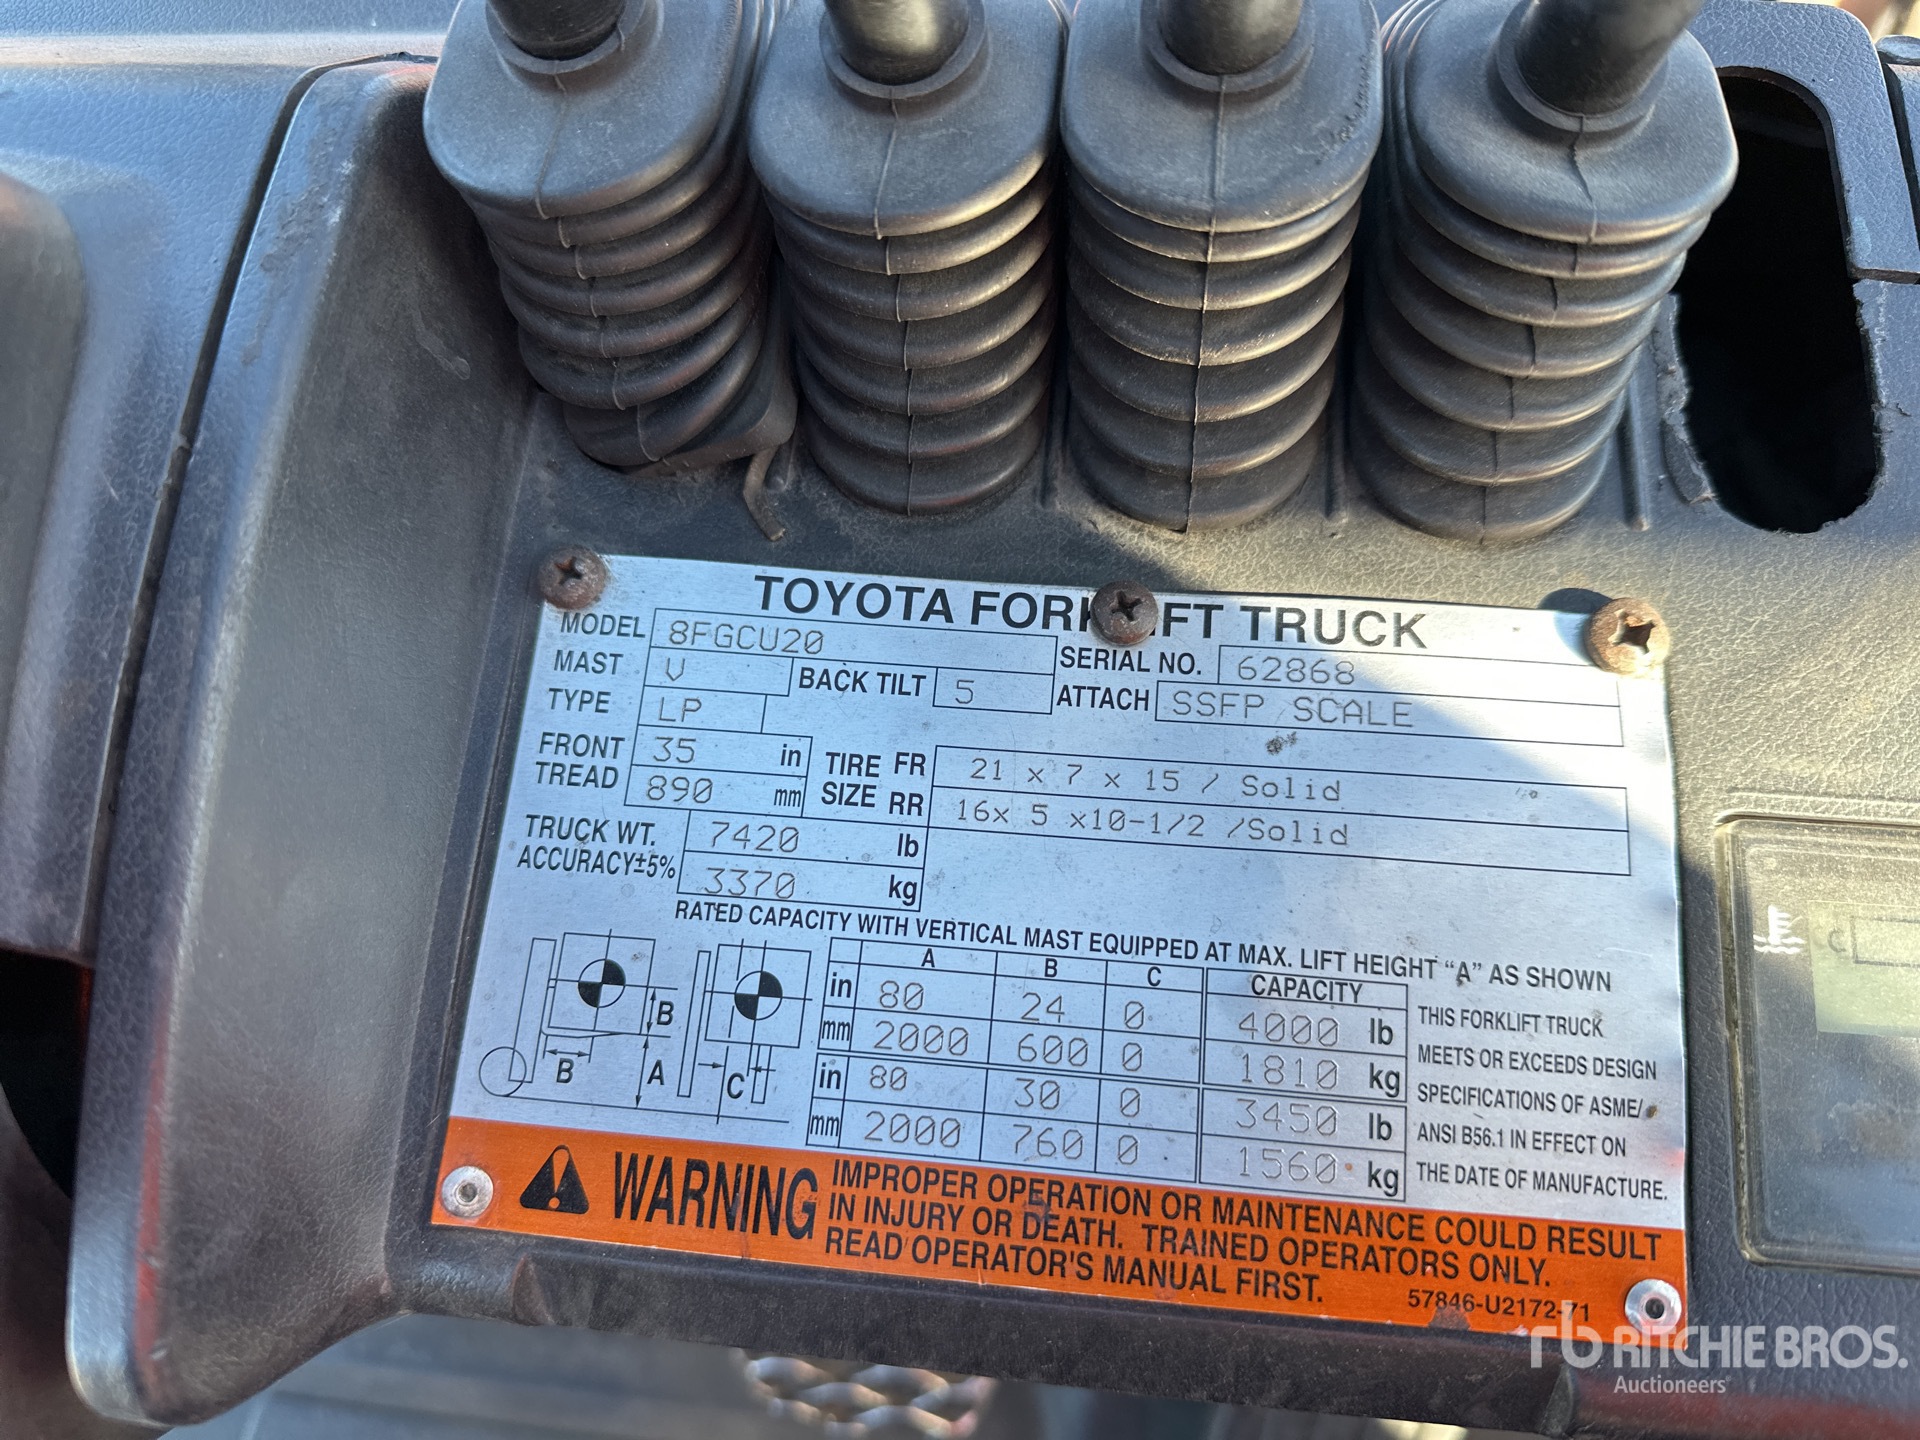 TOYOTA FORKLIFT TRUCK
MODEL 8FGCU20 SERIAL NO. 62868
MAST V BACK TILT 5 ATTACH SSFP SCALE
TYPE LP
FRONT TREAD 35 in TIRE SIZE FR 21 x 7 x 15 / Solid
890 mm RR 16x 5 x10-1/2 /Solid
TRUCK WT. 7420 lb
ACCURACY±5% 3370 kg
RATED CAPACITY WITH VERTICAL MAST EQUIPPED AT MAX. LIFT HEIGHT "A" AS SHOWN
A B C CAPACITY
in 80 24 0 4000 lb
mm 2000 600 0 1810 kg
in 80 30 0 3450 lb
mm 2000 760 0 1560 kg
B
B A C
THIS FORKLIFT TRUCK
MEETS OR EXCEEDS DESIGN
SPECIFICATIONS OF ASME/
ANSI B56.1 IN EFFECT ON
THE DATE OF MANUFACTURE.
WARNING
IMPROPER OPERATION OR MAINTENANCE COULD RESULT
IN INJURY OR DEATH. TRAINED OPERATORS ONLY.
READ OPERATOR'S MANUAL FIRST.
57846-U2172-71
C
rb RITCHIE BROS.
Auctioneers